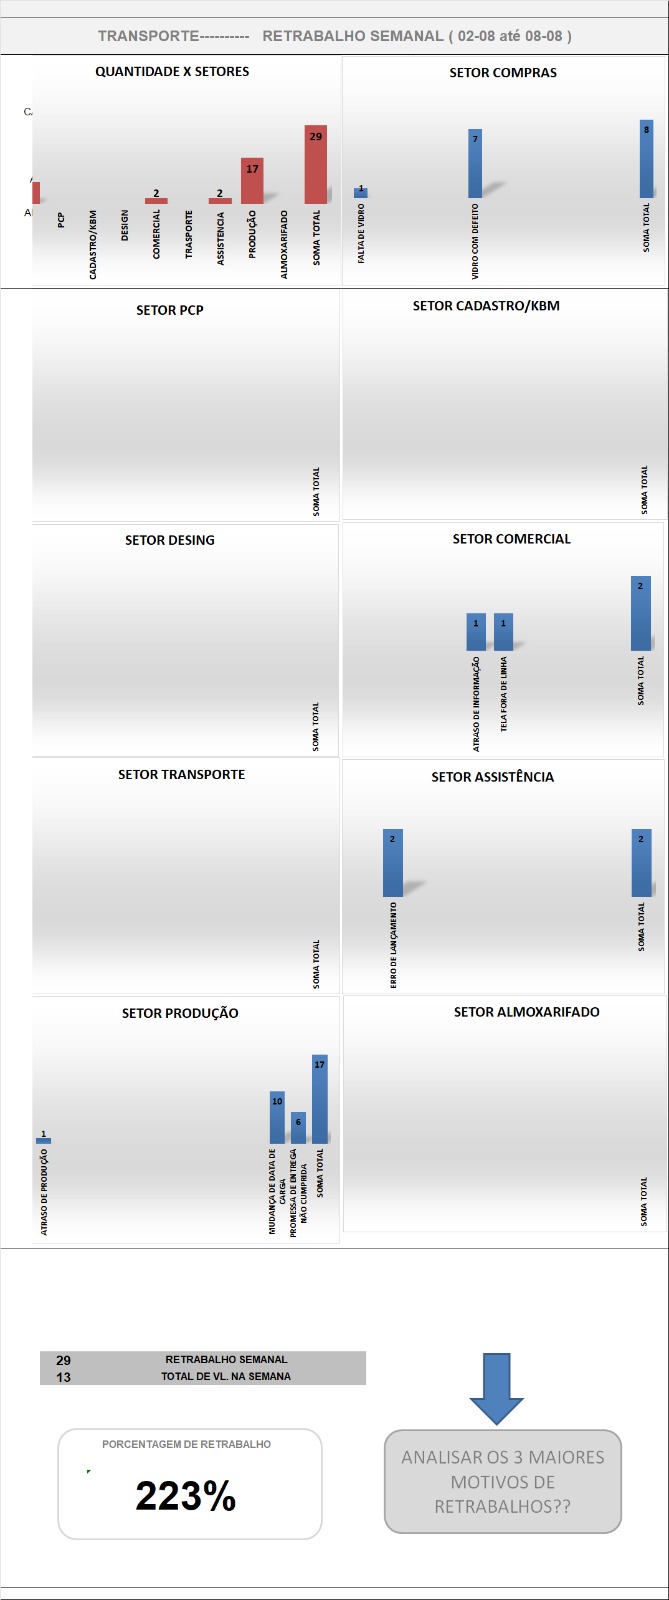 TRANSPORTE---------- RETRABALHO SEMANAL ( 02-08 até 08-08 )
QUANTIDADE X SETORES
2
2
17
29
PCP
CADASTRO/KBM
DESIGN
COMERCIAL
TRASPORTE
ASSISTENCIA
PRODUÇÃO
ALMOXARIFADO
SOMA TOTAL
SETOR COMPRAS
1
7
8
FALTA DE VIDRO
VIDRO COM DEFEITO
SOMA TOTAL
SETOR PCP
SOMA TOTAL
SETOR CADASTRO/KBM
SOMA TOTAL
SETOR DESING
SOMA TOTAL
SETOR COMERCIAL
1
1
2
ATRASO DE INFORMAÇÃO
TELA FORA DE LINHA
SOMA TOTAL
SETOR TRANSPORTE
SOMA TOTAL
SETOR ASSISTÊNCIA
2
2
ERRO DE LANÇAMENTO
SOMA TOTAL
SETOR PRODUÇÃO
1
10
6
17
ATRASO DE PRODUÇÃO
MUDANÇA DE DATA DE
CARGA
PROMESSA DE ENTREGA
NÃO CUMPRIDA
SOMA TOTAL
SETOR ALMOXARIFADO
SOMA TOTAL
29 RETRABALHO SEMANAL
13 TOTAL DE VL. NA SEMANA
PORCENTAGEM DE RETRABALHO
223%
ANALISAR OS 3 MAIORES
MOTIVOS DE
RETRABALHOS??